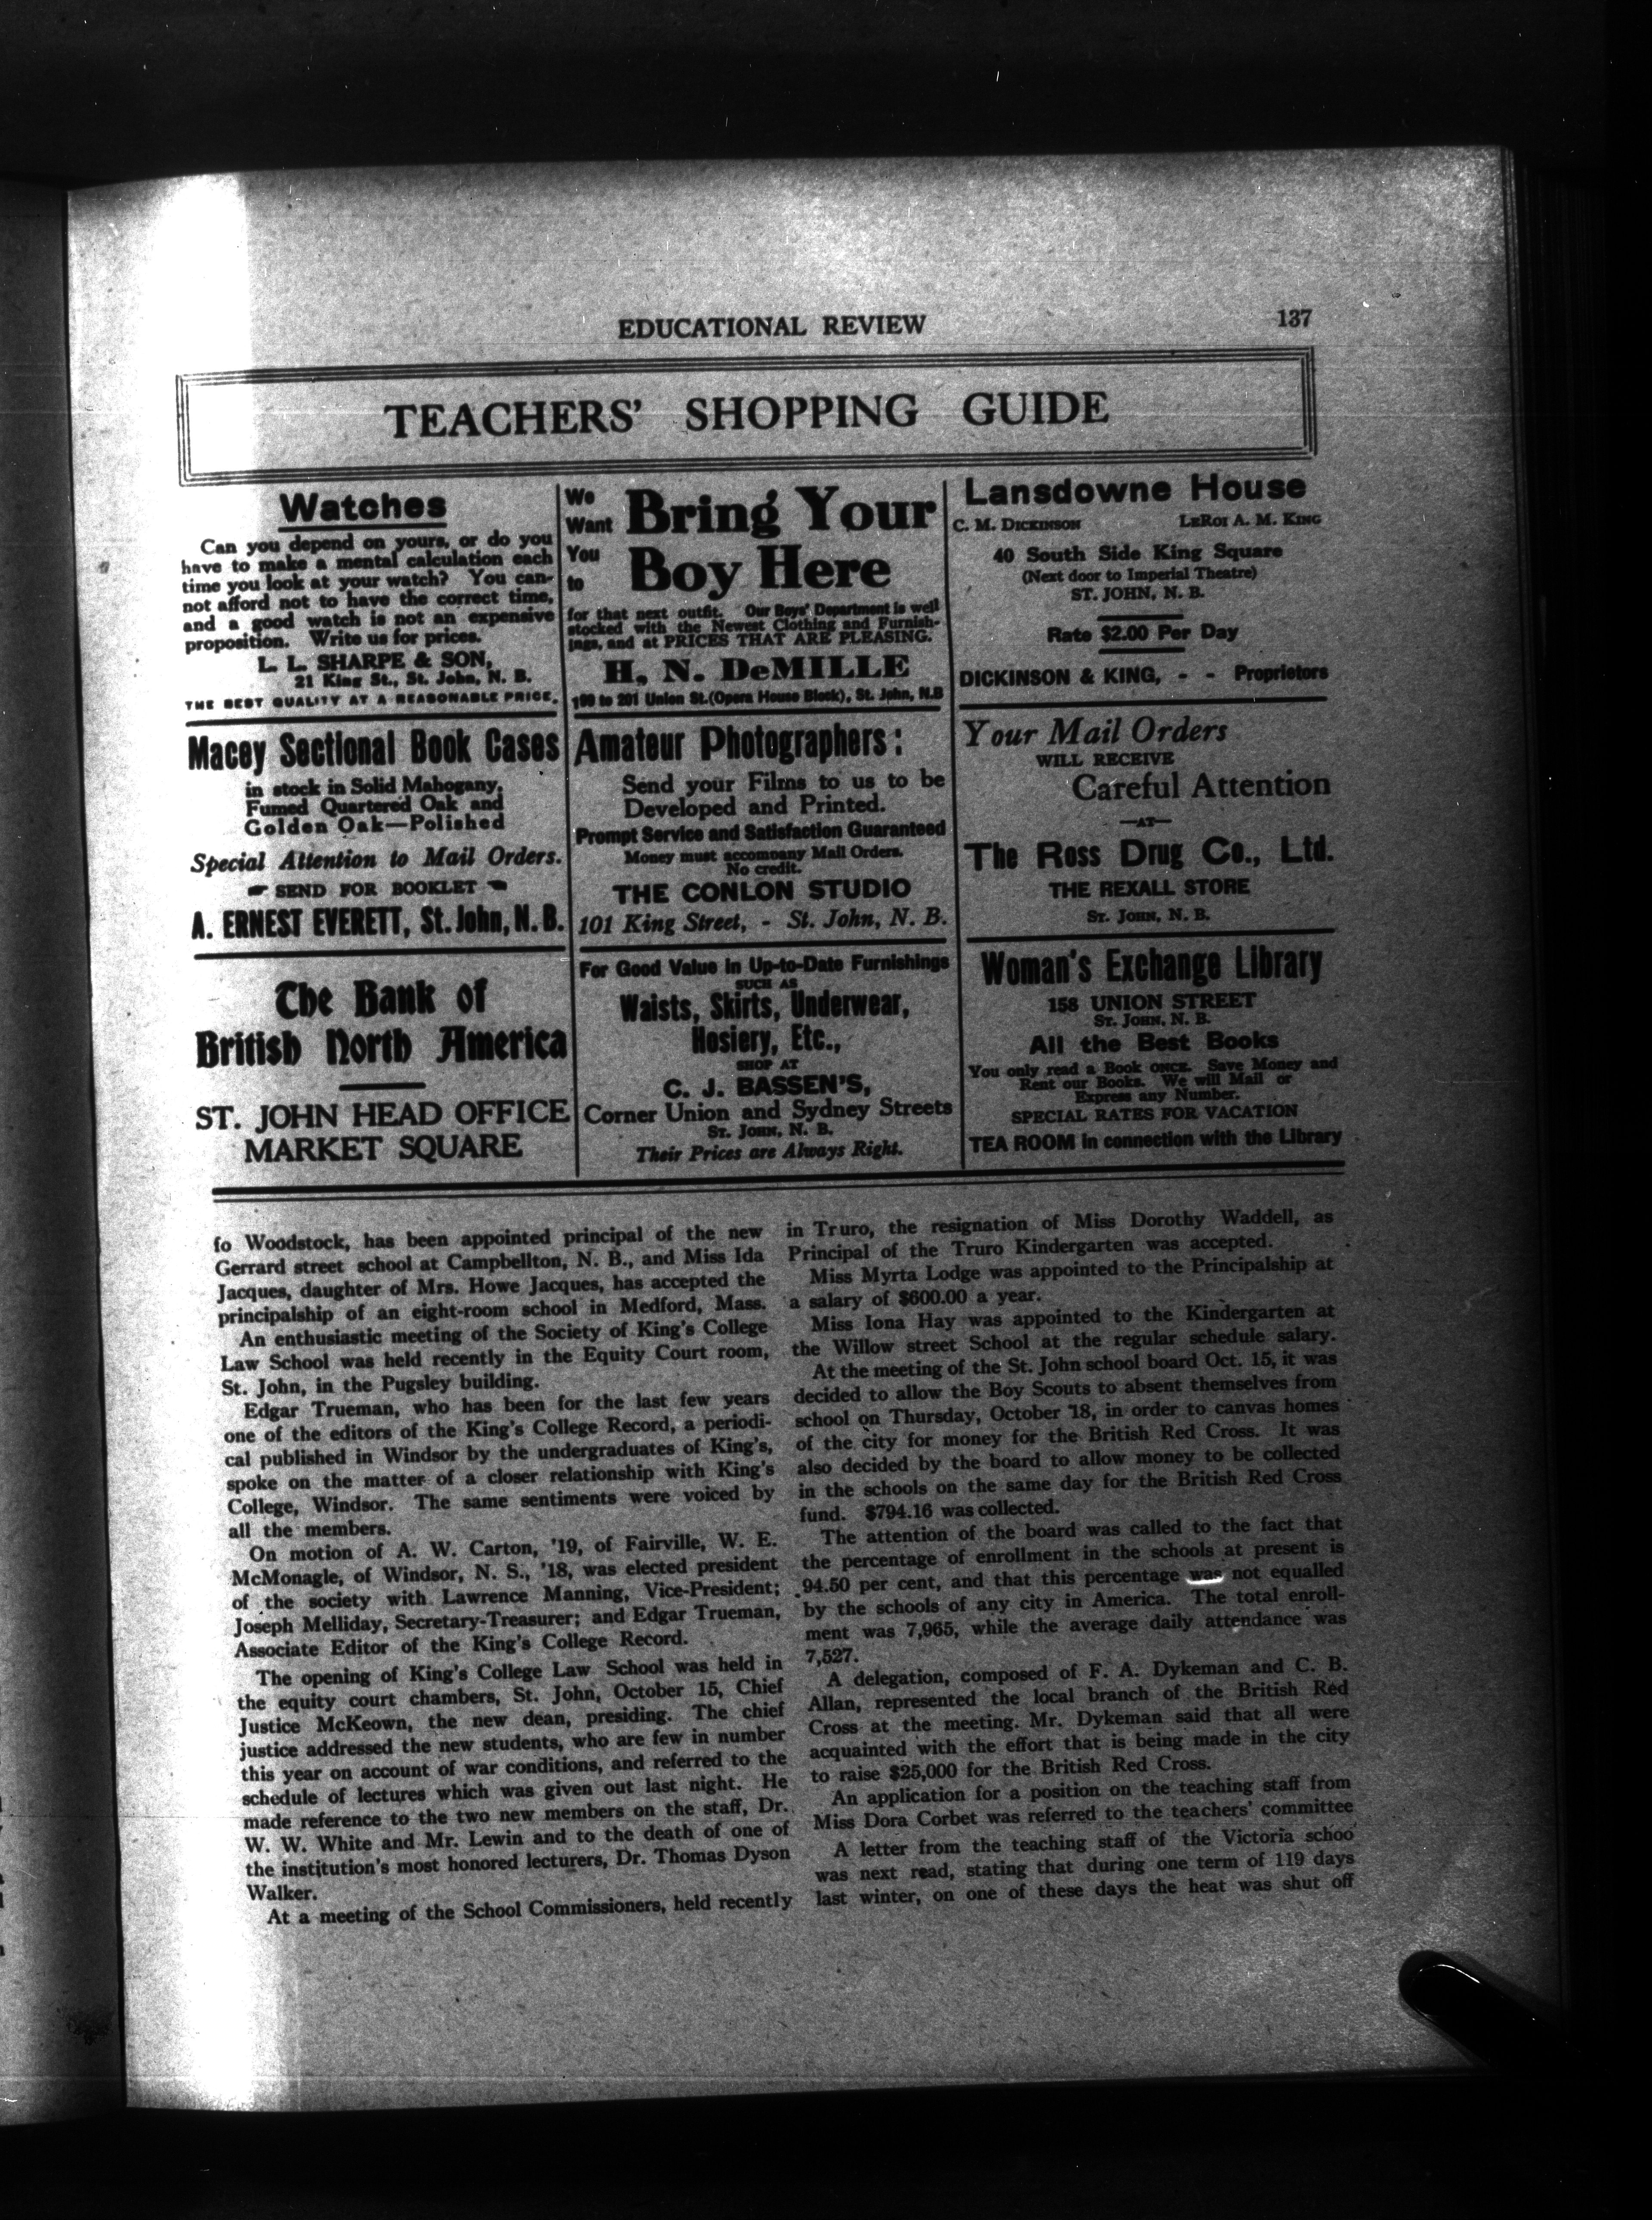 EDUCATIONAL REVIEW
137
TEACHERS' SHOPPING GUIDE
Watches
Can you depend on yours, or do you
have to make a mental calculation each
time you look at your watch? You can-
not afford not to have the correct time,
and a good watch is not an expensive
proposition. Write us for prices.
L. L. SHARPE & SON,
21 King St., St. John, N. B.
THE BEST QUALITY AT A REASONABLE PRICE.
We
Want
You
to
Bring Your
Boy Here
for that next outfit. Our Boys' Department is well
stocked with the Newest Clothing and Furnish-
ings, and at PRICES THAT ARE PLEASING.
H. N. DeMILLE
199 to 201 Union St. (Opera House Block), St. John, N.B
Lansdowne House
C. M. DICKINSON LEROI A. M. KING
40 South Side King Square
(Next door to Imperial Theatre)
ST. JOHN, N. B.
Rate $2.00 Per Day
DICKINSON & KING, - - Proprietors
Macey Sectional Book Cases
in stock in Solid Mahogany,
Fumed Quartered Oak and
Golden Oak—Polished
Special Attention to Mail Orders.
SEND FOR BOOKLET
A. ERNEST EVERETT, St. John, N. B.
Amateur Photographers:
Send your Films to us to be
Developed and Printed.
Prompt Service and Satisfaction Guaranteed
Money must accompany Mail Orders.
No credit.
THE CONLON STUDIO
101 King Street, - St. John, N. B.
Your Mail Orders
WILL RECEIVE
Careful Attention
—AT—
The Ross Drug Co., Ltd.
THE REXALL STORE
ST. JOHN, N. B.
The Bank of
British North America
ST. JOHN HEAD OFFICE
MARKET SQUARE
For Good Value in Up-to-Date Furnishings
SUCH AS
Waists, Skirts, Underwear,
Hosiery, Etc.,
SHOP AT
C. J. BASSEN'S,
Corner Union and Sydney Streets
ST. JOHN, N. B.
Their Prices are Always Right.
Woman's Exchange Library
158 UNION STREET
ST. JOHN, N. B.
All the Best Books
You only read a Book ONCE. Save Money and
Rent our Books. We will Mail or
Express any Number.
SPECIAL RATES FOR VACATION
TEA ROOM in connection with the Library
fo Woodstock, has been appointed principal of the new
Gerrard street school at Campbellton, N. B., and Miss Ida
Jacques, daughter of Mrs. Howe Jacques, has accepted the
principalship of an eight-room school in Medford, Mass.
An enthusiastic meeting of the Society of King's College
Law School was held recently in the Equity Court room,
St. John, in the Pugsley building.
Edgar Trueman, who has been for the last few years
one of the editors of the King's College Record, a periodi-
cal published in Windsor by the undergraduates of King's,
spoke on the matter of a closer relationship with King's
College, Windsor. The same sentiments were voiced by
all the members.
On motion of A. W. Carton, '19, of Fairville, W. E.
McMonagle, of Windsor, N. S., '18, was elected president
of the society with Lawrence Manning, Vice-President;
Joseph Melliday, Secretary-Treasurer; and Edgar Trueman,
Associate Editor of the King's College Record.
The opening of King's College Law School was held in
the equity court chambers, St. John, October 15, Chief
Justice McKeown, the new dean, presiding. The chief
justice addressed the new students, who are few in number
this year on account of war conditions, and referred to the
schedule of lectures which was given out last night. He
made reference to the two new members on the staff, Dr.
W. W. White and Mr. Lewin and to the death of one of
the institution's most honored lecturers, Dr. Thomas Dyson
Walker.
At a meeting of the School Commissioners, held recently
in Truro, the resignation of Miss Dorothy Waddell, as
Principal of the Truro Kindergarten was accepted.
Miss Myrta Lodge was appointed to the Principalship at
a salary of $600.00 a year.
Miss Iona Hay was appointed to the Kindergarten at
the Willow street School at the regular schedule salary.
At the meeting of the St. John school board Oct. 15, it was
decided to allow the Boy Scouts to absent themselves from
school on Thursday, October 18, in order to canvas homes
of the city for money for the British Red Cross. It was
also decided by the board to allow money to be collected
in the schools on the same day for the British Red Cross
fund. $794.16 was collected.
The attention of the board was called to the fact that
the percentage of enrollment in the schools at present is
94.50 per cent, and that this percentage was not equalled
by the schools of any city in America. The total enroll-
ment was 7,965, while the average daily attendance was
7,527.
A delegation, composed of F. A. Dykeman and C. B.
Allan, represented the local branch of the British Red
Cross at the meeting. Mr. Dykeman said that all were
acquainted with the effort that is being made in the city
to raise $25,000 for the British Red Cross.
An application for a position on the teaching staff from
Miss Dora Corbet was referred to the teachers' committee
A letter from the teaching staff of the Victoria schoo
was next read, stating that during one term of 119 days
last winter, on one of these days the heat was shut off